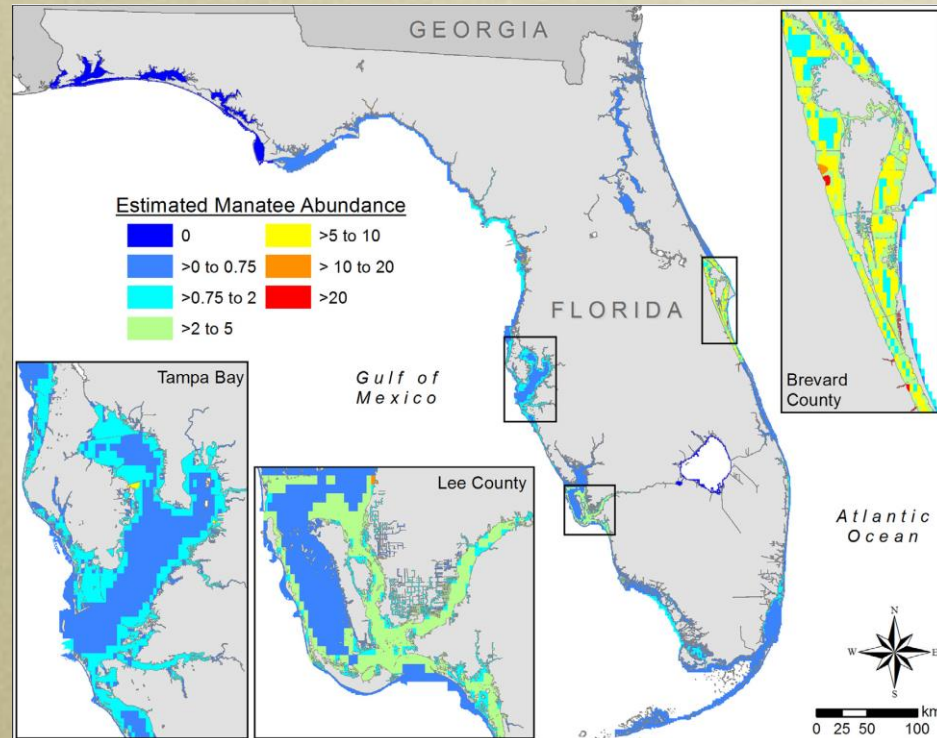 GEORGIA
Estimated Manatee Abundance
0
>0 to 0.75
>0.75 to 2
>2 to 5
>5 to 10
> 10 to 20
>20
FLORIDA
Gulf of
Mexico
Tampa Bay
Lee County
Brevard
County
Atlantic
Ocean
N
W
E
S
km
0 25 50 100